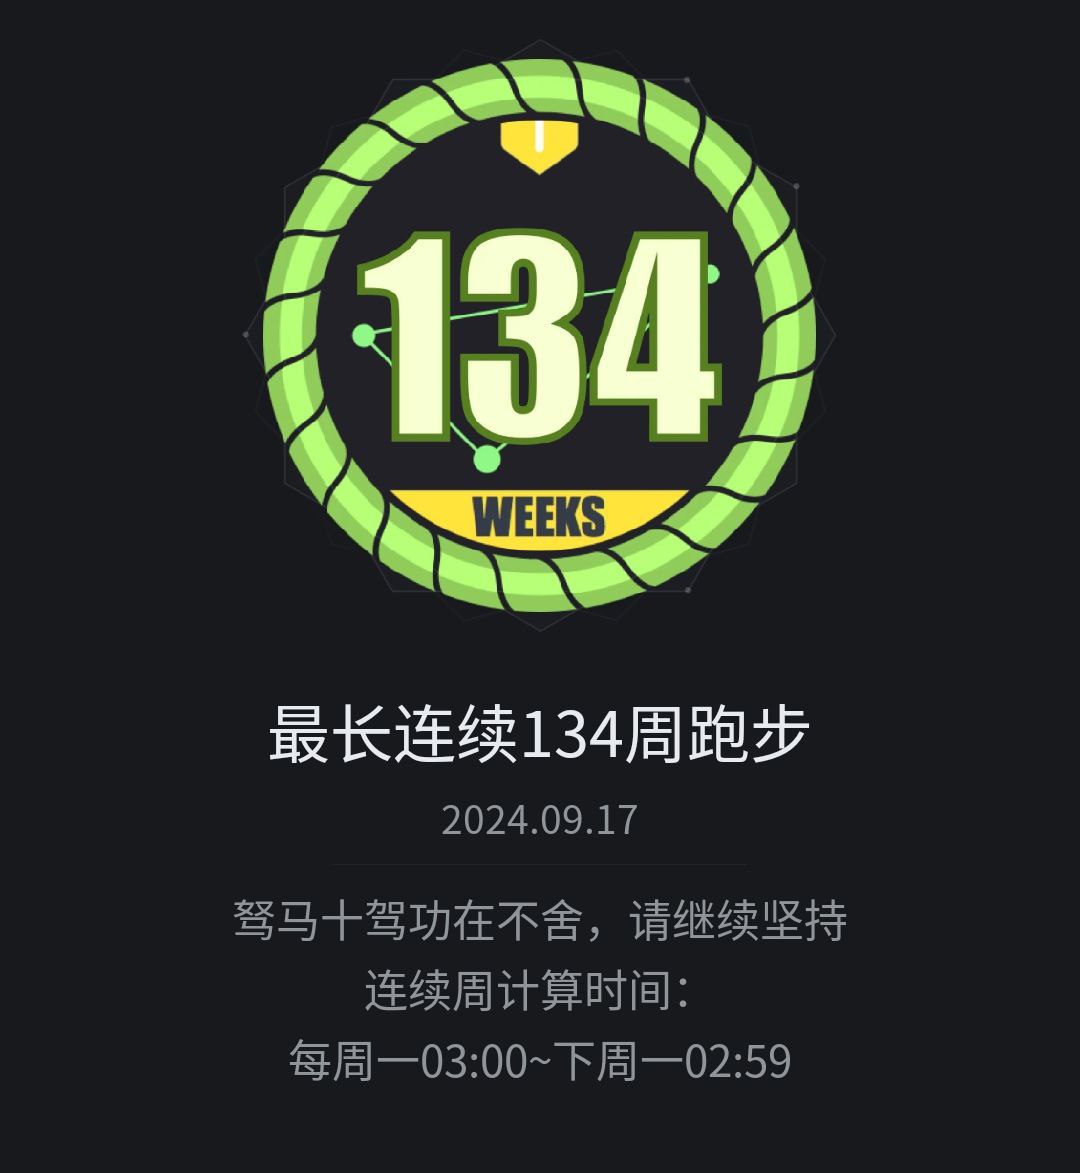 134
WEEKS
最长连续134周跑步
2024.09.17
驽马十驾功在不舍，请继续坚持
连续周计算时间：
每周一03:00~下周一02:59